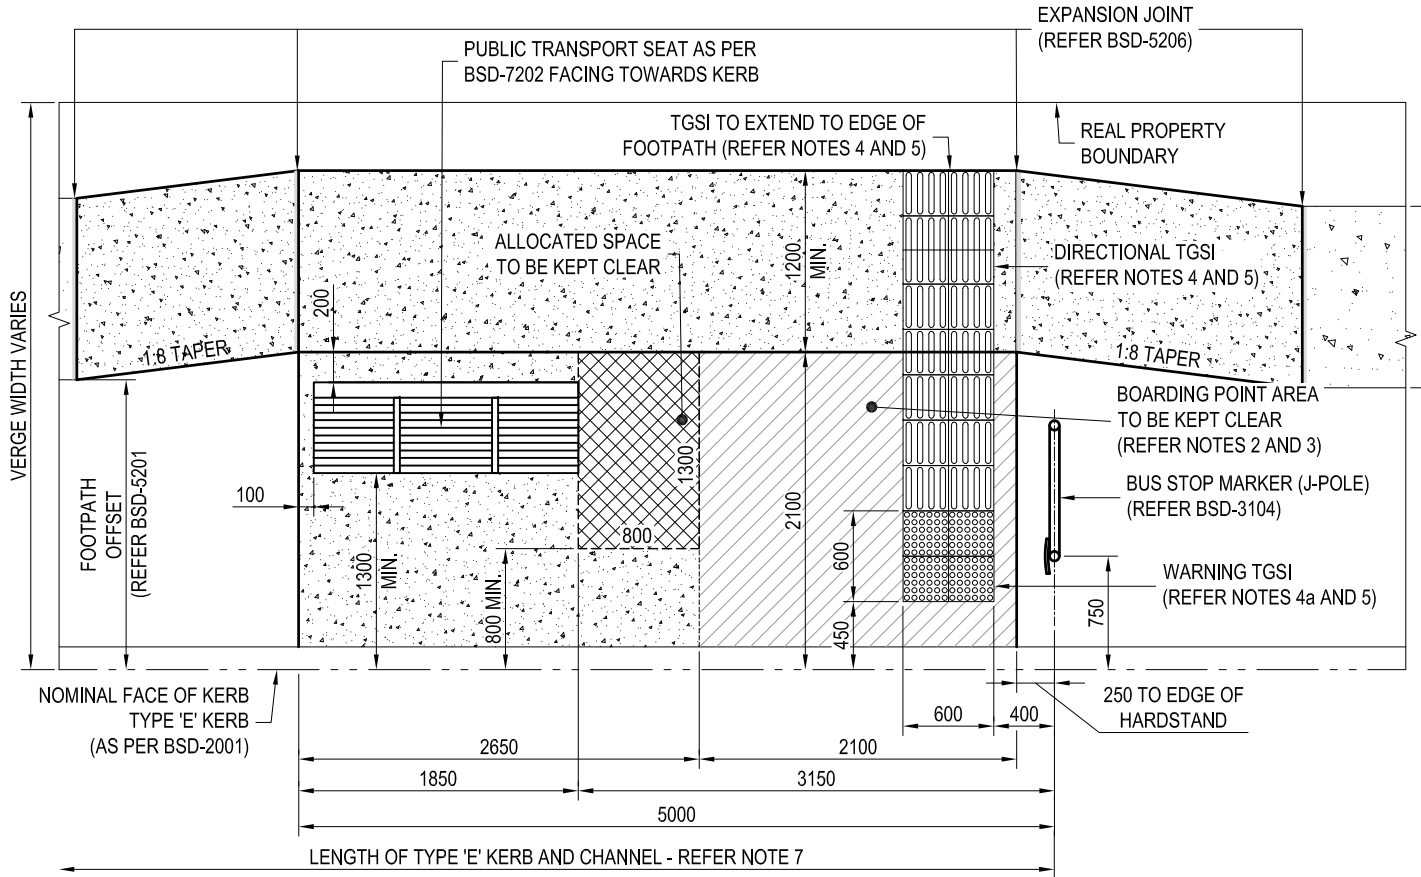 EXPANSION JOINT
(REFER BSD-5206)
PUBLIC TRANSPORT SEAT AS PER
BSD-7202 FACING TOWARDS KERB
TGSI TO EXTEND TO EDGE OF
FOOTPATH (REFER NOTES 4 AND 5)
REAL PROPERTY
BOUNDARY
ALLOCATED SPACE
TO BE KEPT CLEAR
1200
MIN.
DIRECTIONAL TGSI
(REFER NOTES 4 AND 5)
200
VERGE WIDTH VARIES
1:8 TAPER
1:8 TAPER
BOARDING POINT AREA
TO BE KEPT CLEAR
(REFER NOTES 2 AND 3)
FOOTPATH
OFFSET
(REFER BSD-5201
100
1300
2100
BUS STOP MARKER (J-POLE)
(REFER BSD-3104)
800
1300
MIN.
800 MIN.
600
WARNING TGSI
(REFER NOTES 4a AND 5)
450
750
NOMINAL FACE OF KERB
TYPE 'E' KERB
(AS PER BSD-2001)
250 TO EDGE OF
HARDSTAND
600
400
2650
2100
1850
3150
5000
LENGTH OF TYPE 'E' KERB AND CHANNEL - REFER NOTE 7